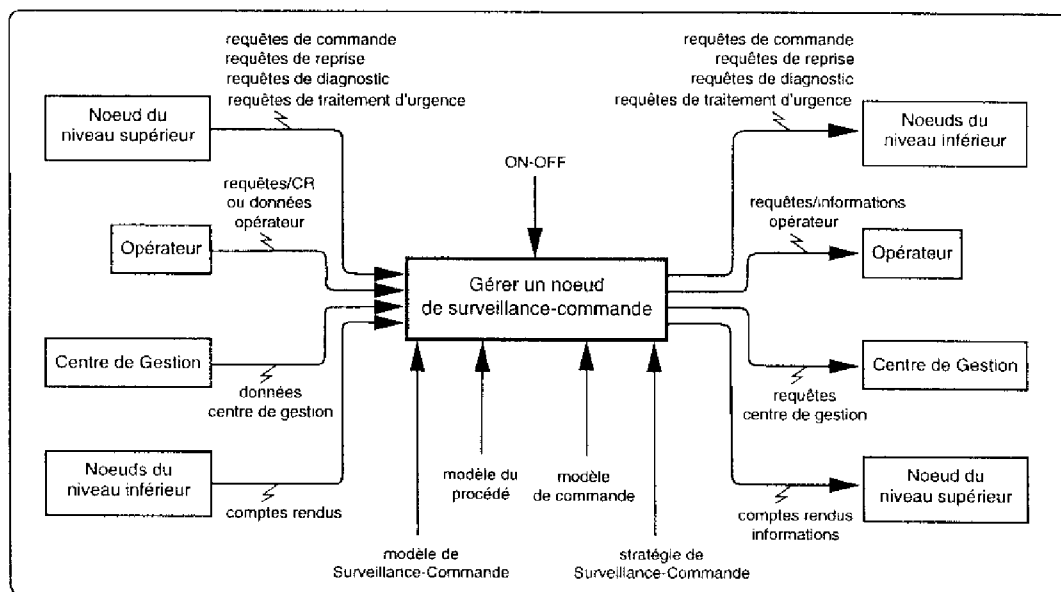 requêtes de commande
requêtes de reprise
requêtes de diagnostic
requêtes de traitement d'urgence
Noeud du
niveau supérieur
requêtes/CR
ou données
opérateur
Opérateur
Centre de Gestion
données
centre de gestion
Noeuds du
niveau inférieur
comptes rendus
ON-OFF
Gérer un noeud
de surveillance-commande
modèle du
procédé
modèle
de commande
modèle de
Surveillance-Commande
stratégie de
Surveillance-Commande
requêtes de commande
requêtes de reprise
requêtes de diagnostic
requêtes de traitement d'urgence
Noeuds du
niveau inférieur
requêtes/informations
opérateur
Opérateur
Centre de Gestion
requêtes
centre de gestion
Noeud du
niveau supérieur
comptes rendus
informations